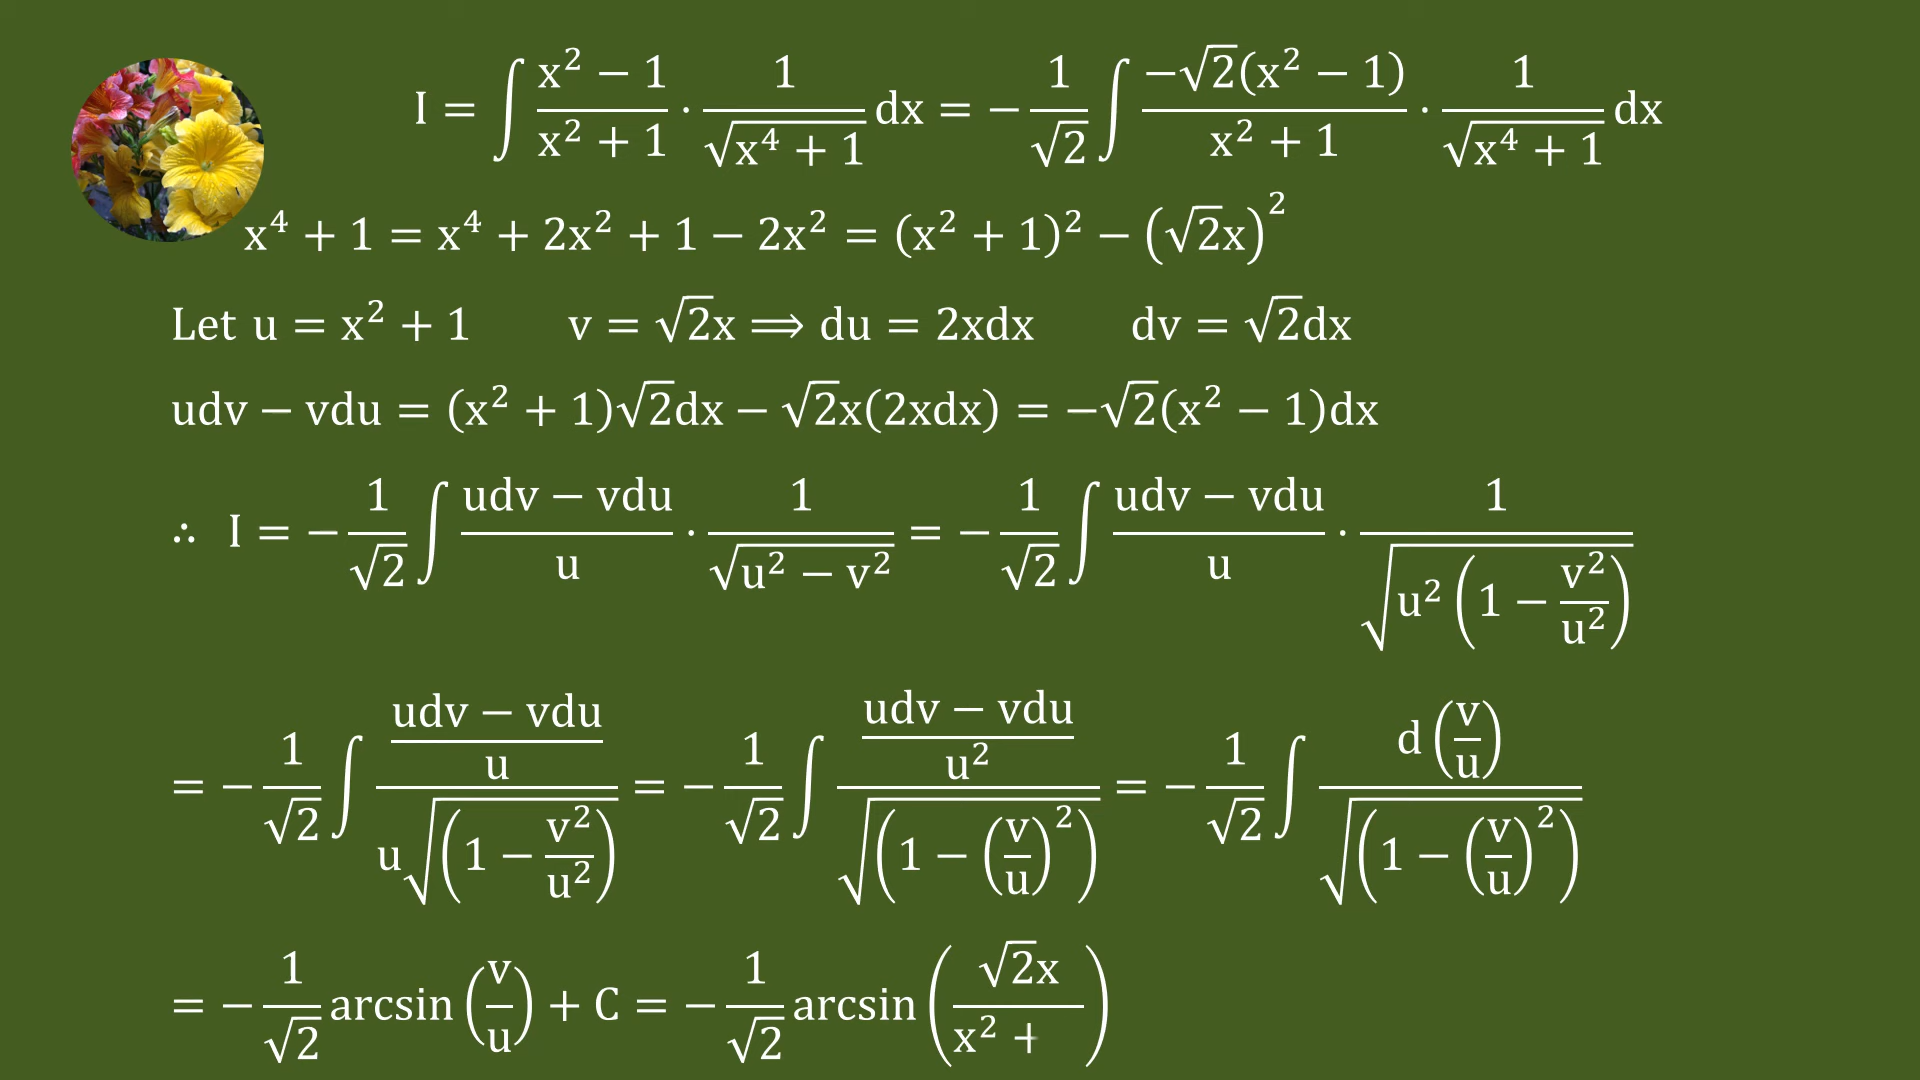 I = ∫ (x² − 1)/(x² + 1) · 1/√(x⁴ + 1) dx = −1/√2 ∫ (−√2(x² − 1))/(x² + 1) · 1/√(x⁴ + 1) dx
x⁴ + 1 = x⁴ + 2x² + 1 − 2x² = (x² + 1)² − (√2x)²
Let u = x² + 1 v = √2x ⟹ du = 2xdx dv = √2dx
udv − vdu = (x² + 1)√2dx − √2x(2xdx) = −√2(x² − 1)dx
∴ I = −1/√2 ∫ (udv − vdu)/u · 1/√(u² − v²) = −1/√2 ∫ (udv − vdu)/u · 1/√(u²(1 − v²/u²))
= −1/√2 ∫ ((udv − vdu)/u)/(u√((1 − v²/u²))) = −1/√2 ∫ ((udv − vdu)/u²)/√((1 − (v/u)²)) = −1/√2 ∫ d(v/u)/√((1 − (v/u)²))
= −1/√2 arcsin(v/u) + C = −1/√2 arcsin(√2x/(x² + ))